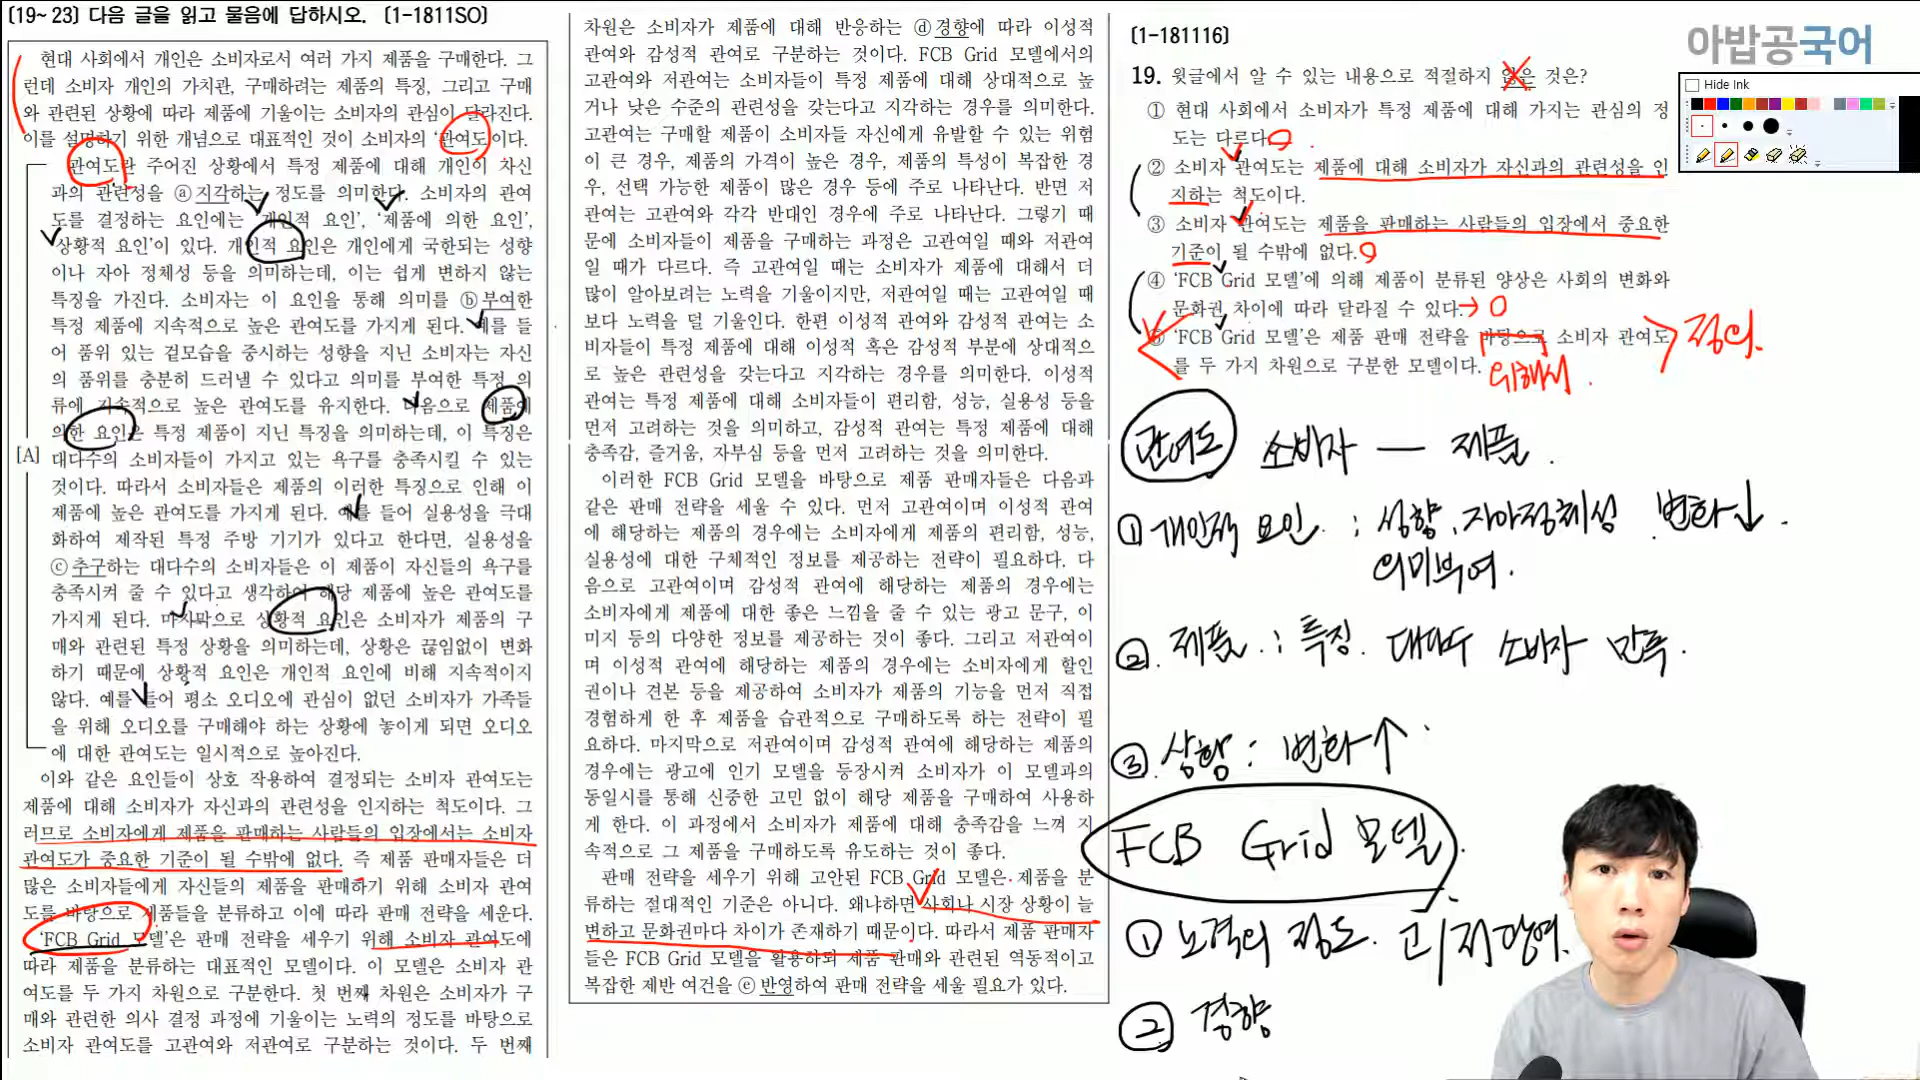 [19~23] 다음 글을 읽고 물음에 답하시오. [1-1811SO]
현대 사회에서 개인은 소비자로서 여러 가지 제품을 구매한다. 그
런데 소비자 개인의 가치관, 구매하려는 제품의 특징, 그리고 구매
와 관련된 상황에 따라 제품에 기울이는 소비자의 관심이 달라진다.
이를 설명하기 위한 개념으로 대표적인 것이 소비자의 '관여도'이다.
관여도란 주어진 상황에서 특정 제품에 대해 개인이 자신
과의 관련성을 ⓐ지각하는 정도를 의미한다. 소비자의 관여
도를 결정하는 요인에는 '개인적 요인', '제품에 의한 요인',
'상황적 요인'이 있다. 개인적 요인은 개인에게 국한되는 성향
이나 자아 정체성 등을 의미하는데, 이는 쉽게 변하지 않는
특징을 가진다. 소비자는 이 요인을 통해 의미를 ⓑ부여한
특정 제품에 지속적으로 높은 관여도를 가지게 된다. 예를 들
어 품위 있는 겉모습을 중시하는 성향을 지닌 소비자는 자신
의 품위를 충분히 드러낼 수 있다고 의미를 부여한 특정 의
류에 지속적으로 높은 관여도를 유지한다. 다음으로 제품에
의한 요인은 특정 제품이 지닌 특징을 의미하는데, 이 특징은
[A] 대다수의 소비자들이 가지고 있는 욕구를 충족시킬 수 있는
것이다. 따라서 소비자들은 제품의 이러한 특징으로 인해 이
제품에 높은 관여도를 가지게 된다. 예를 들어 실용성을 극대
화하여 제작된 특정 주방 기기가 있다고 한다면, 실용성을
ⓒ추구하는 대다수의 소비자들은 이 제품이 자신들의 욕구를
충족시켜 줄 수 있다고 생각하여 해당 제품에 높은 관여도를
가지게 된다. 마지막으로 상황적 요인은 소비자가 제품의 구
매와 관련된 특정 상황을 의미하는데, 상황은 끊임없이 변화
하기 때문에 상황적 요인은 개인적 요인에 비해 지속적이지
않다. 예를 들어 평소 오디오에 관심이 없던 소비자가 가족들
을 위해 오디오를 구매해야 하는 상황에 놓이게 되면 오디오
에 대한 관여도는 일시적으로 높아진다.
이와 같은 요인들이 상호 작용하여 결정되는 소비자 관여도는
제품에 대해 소비자가 자신과의 관련성을 인지하는 척도이다. 그
러므로 소비자에게 제품을 판매하는 사람들의 입장에서는 소비자
관여도가 중요한 기준이 될 수밖에 없다. 즉 제품 판매자들은 더
많은 소비자들에게 자신들의 제품을 판매하기 위해 소비자 관여
도를 바탕으로 제품들을 분류하고 이에 따라 판매 전략을 세운다.
'FCB Grid 모델'은 판매 전략을 세우기 위해 소비자 관여도에
따라 제품을 분류하는 대표적인 모델이다. 이 모델은 소비자 관
여도를 두 가지 차원으로 구분한다. 첫 번째 차원은 소비자가 구
매와 관련한 의사 결정 과정에 기울이는 노력의 정도를 바탕으로
소비자 관여도를 고관여와 저관여로 구분하는 것이다. 두 번째
차원은 소비자가 제품에 대해 반응하는 ⓓ경향에 따라 이성적
관여와 감성적 관여로 구분하는 것이다. FCB Grid 모델에서의
고관여와 저관여는 소비자들이 특정 제품에 대해 상대적으로 높
거나 낮은 수준의 관련성을 갖는다고 지각하는 경우를 의미한다.
고관여는 구매할 제품이 소비자들 자신에게 유발할 수 있는 위험
이 큰 경우, 제품의 가격이 높은 경우, 제품의 특성이 복잡한 경
우, 선택 가능한 제품이 많은 경우 등에 주로 나타난다. 반면 저
관여는 고관여와 각각 반대인 경우에 주로 나타난다. 그렇기 때
문에 소비자들이 제품을 구매하는 과정은 고관여일 때와 저관여
일 때가 다르다. 즉 고관여일 때는 소비자가 제품에 대해서 더
많이 알아보려는 노력을 기울이지만, 저관여일 때는 고관여일 때
보다 노력을 덜 기울인다. 한편 이성적 관여와 감성적 관여는 소
비자들이 특정 제품에 대해 이성적 혹은 감성적 부분에 상대적으
로 높은 관련성을 갖는다고 지각하는 경우를 의미한다. 이성적
관여는 특정 제품에 대해 소비자들이 편리함, 성능, 실용성 등을
먼저 고려하는 것을 의미하고, 감성적 관여는 특정 제품에 대해
충족감, 즐거움, 자부심 등을 먼저 고려하는 것을 의미한다.
이러한 FCB Grid 모델을 바탕으로 제품 판매자들은 다음과
같은 판매 전략을 세울 수 있다. 먼저 고관여이며 이성적 관여
에 해당하는 제품의 경우에는 소비자에게 제품의 편리함, 성능,
실용성에 대한 구체적인 정보를 제공하는 전략이 필요하다. 다
음으로 고관여이며 감성적 관여에 해당하는 제품의 경우에는
소비자에게 제품에 대한 좋은 느낌을 줄 수 있는 광고 문구, 이
미지 등의 다양한 정보를 제공하는 것이 좋다. 그리고 저관여이
며 이성적 관여에 해당하는 제품의 경우에는 소비자에게 할인
권이나 견본 등을 제공하여 소비자가 제품의 기능을 먼저 직접
경험하게 한 후 제품을 습관적으로 구매하도록 하는 전략이 필
요하다. 마지막으로 저관여이며 감성적 관여에 해당하는 제품의
경우에는 광고에 인기 모델을 등장시켜 소비자가 이 모델과의
동일시를 통해 신중한 고민 없이 해당 제품을 구매하여 사용하
게 한다. 이 과정에서 소비자가 제품에 대해 충족감을 느껴 지
속적으로 그 제품을 구매하도록 유도하는 것이 좋다.
판매 전략을 세우기 위해 고안된 FCB Grid 모델은 제품을 분
류하는 절대적인 기준은 아니다. 왜냐하면 사회나 시장 상황이 늘
변하고 문화권마다 차이가 존재하기 때문이다. 따라서 제품 판매자
들은 FCB Grid 모델을 활용하되 제품 판매와 관련된 역동적이고
복잡한 제반 여건을 ⓔ반영하여 판매 전략을 세울 필요가 있다.
[1-181116]
아밥공국어
Hide Ink
19. 윗글에서 알 수 있는 내용으로 적절하지 않은 것은?
① 현대 사회에서 소비자가 특정 제품에 대해 가지는 관심의 정
도는 다르다.
② 소비자 관여도는 제품에 대해 소비자가 자신과의 관련성을 인
지하는 척도이다.
③ 소비자 관여도는 제품을 판매하는 사람들의 입장에서 중요한
기준이 될 수밖에 없다.
④ 'FCB Grid 모델'에 의해 제품이 분류된 양상은 사회의 변화와
문화권 차이에 따라 달라질 수 있다. → O
⑤ 'FCB Grid 모델'은 제품 판매 전략을 바탕으로 소비자 관여도
를 두 가지 차원으로 구분한 모델이다.
위해서
정의.
관여도 소비자 — 제품.
① 개인적 요인 : 성향, 자아정체성 변화↓.
의미부여.
② 제품 : 특징. 대다수 소비자 만족.
③ 상황 : 변화↑
FCB Grid 모델.
① 노력의 정도. 고/저관여.
② 경향